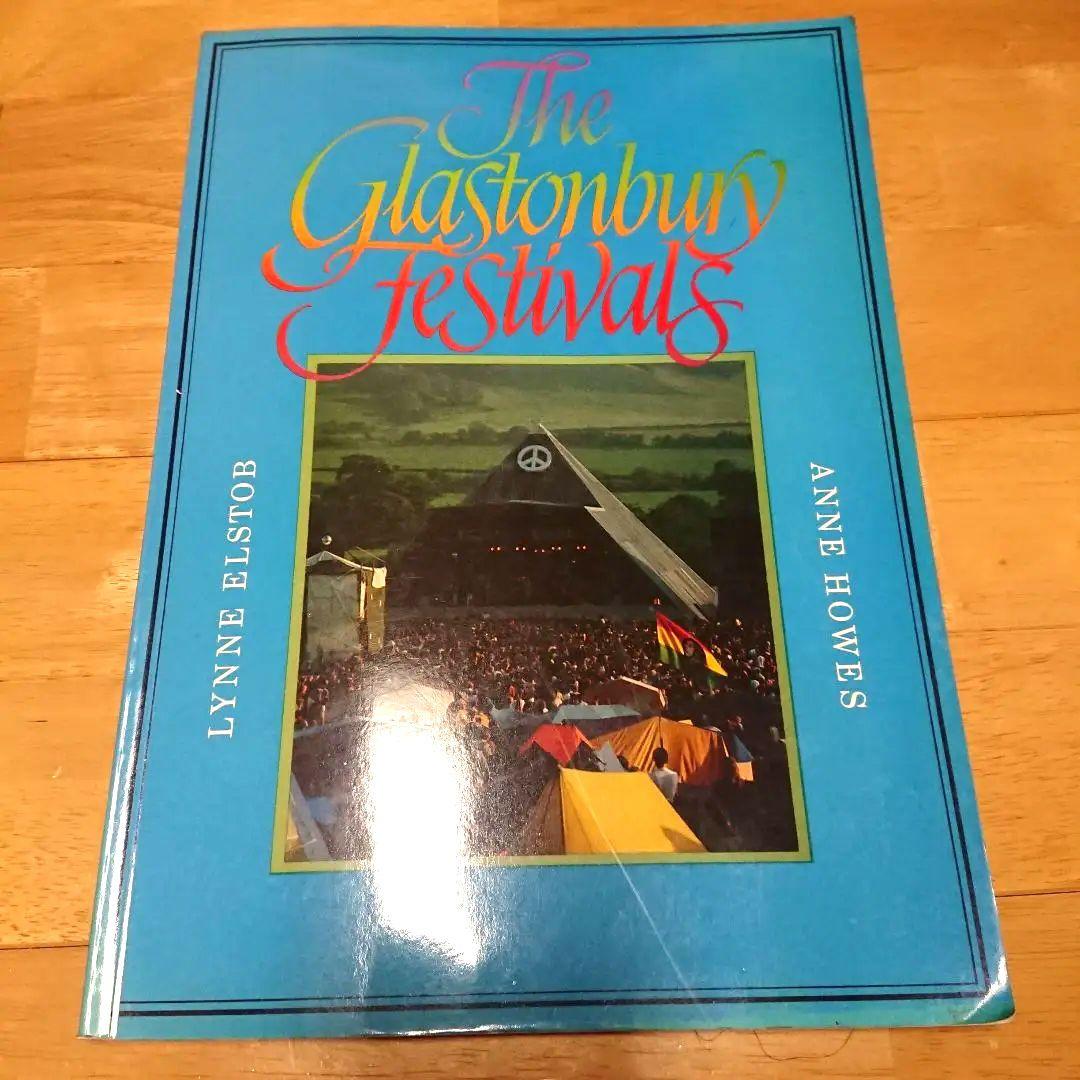 The
Glastonbury
Festivals
LYNNE ELSTOB
ANNE HOWES